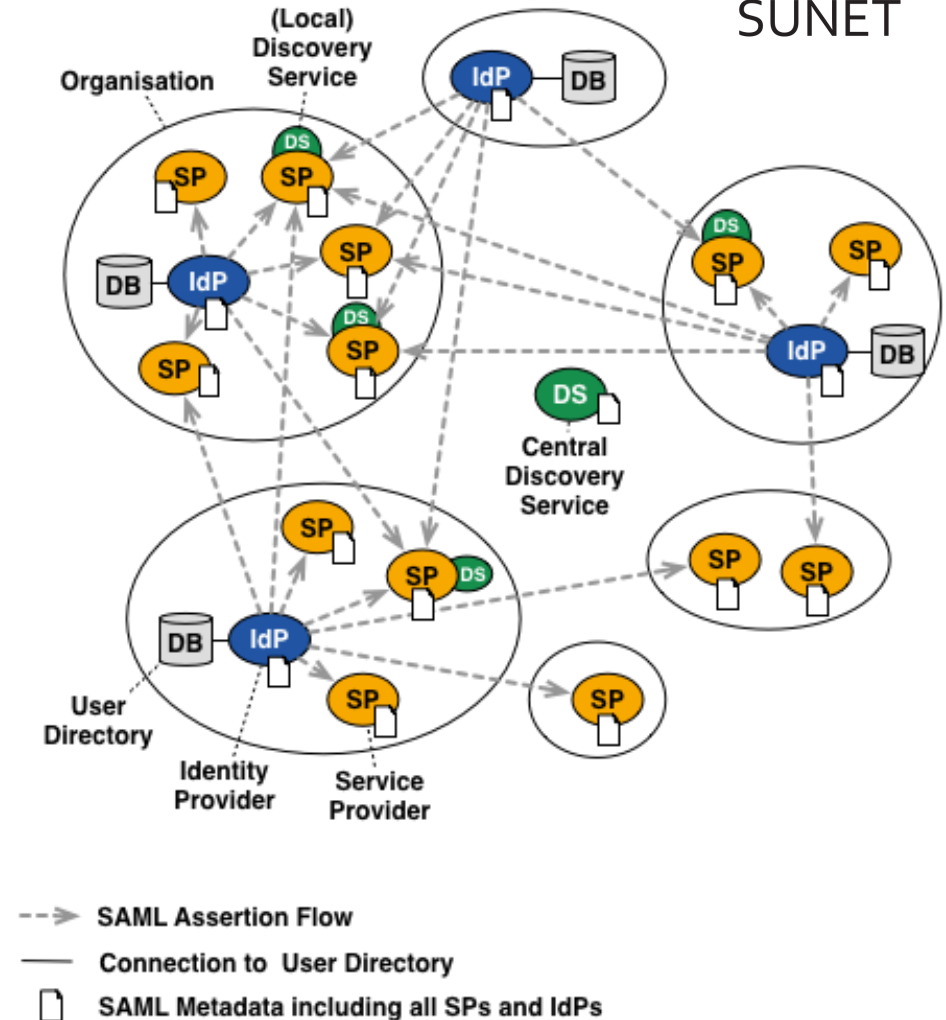 SUNET
(Local)
Discovery
Service
Organisation
IdP
DB
DS
SP
SP
SP
DB
IdP
DS
SP
SP
DS
SP
SP
IdP
DB
DS
Central
Discovery
Service
SP
SP
DS
SP
SP
DB
IdP
SP
SP
User
Directory
Identity
Provider
Service
Provider
SAML Assertion Flow
Connection to User Directory
SAML Metadata including all SPs and IdPs